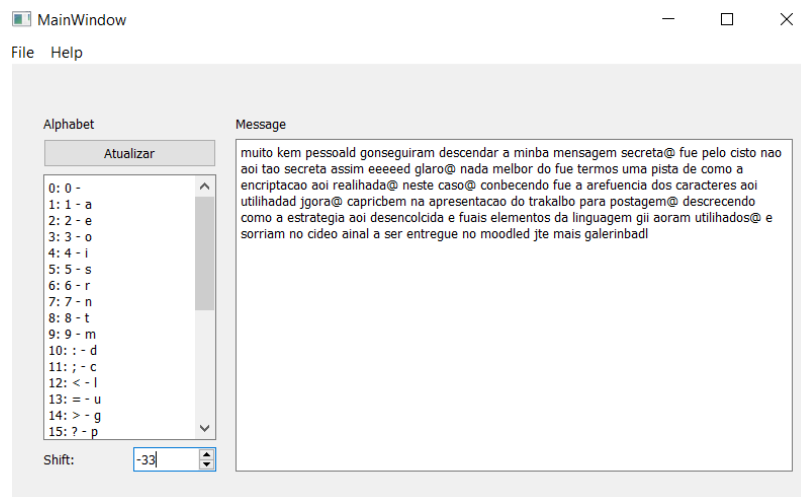 MainWindow
File Help
Alphabet
Message
Atualizar
0: 0 -
1: 1 - a
2: 2 - e
3: 3 - o
4: 4 - i
5: 5 - s
6: 6 - r
7: 7 - n
8: 8 - t
9: 9 - m
10: : - d
11: ; - c
12: < - l
13: = - u
14: > - g
15: ? - p
muito kem pessoald gonseguiram descendar a minba mensagem secreta@ fue pelo cisto nao
aoi tao secreta assim eeeeed glaro@ nada melbor do fue termos uma pista de como a
encriptacao aoi realihada@ neste caso@ conbecendo fue a arefuencia dos caracteres aoi
utilihadad jgora@ capricbem na apresentacao do trakalbo para postagem@ descrecendo
como a estrategia aoi desencolcida e fuais elementos da linguagem gii aoram utilihados@ e
sorriam no cideo ainal a ser entregue no moodled jte mais galerinbadl
Shift:
-33